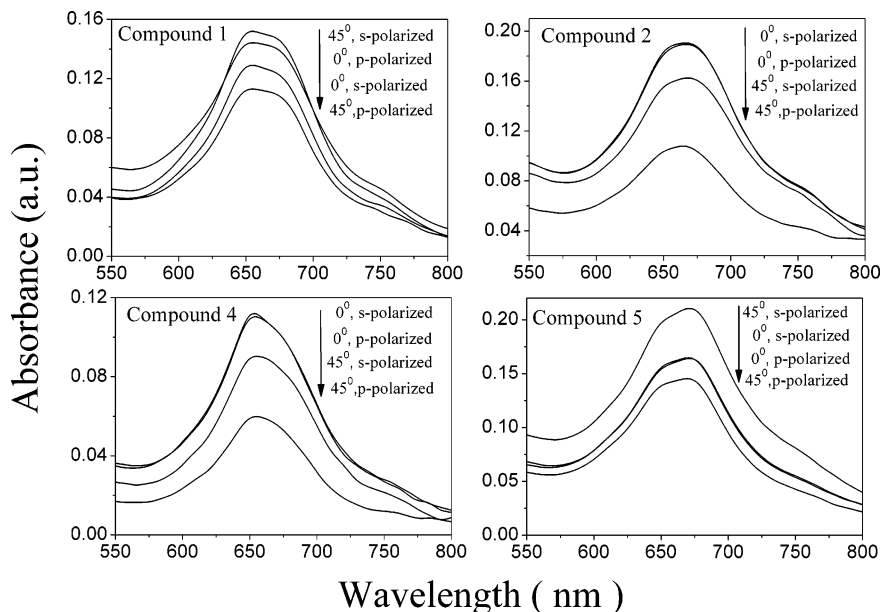 Absorbance (a.u.)
Compound 1
45⁰, s-polarized
0⁰, p-polarized
0⁰, s-polarized
45⁰,p-polarized
0.16
0.12
0.08
0.04
0.00
550 600 650 700 750 800
Compound 2
0⁰, s-polarized
0⁰, p-polarized
45⁰, s-polarized
45⁰,p-polarized
0.20
0.16
0.12
0.08
0.04
550 600 650 700 750 800
Compound 4
0⁰, s-polarized
0⁰, p-polarized
45⁰, s-polarized
45⁰,p-polarized
0.12
0.08
0.04
0.00
550 600 650 700 750 800
Compound 5
45⁰, s-polarized
0⁰, s-polarized
0⁰, p-polarized
45⁰,p-polarized
0.20
0.15
0.10
0.05
0.00
550 600 650 700 750 800
Wavelength ( nm )